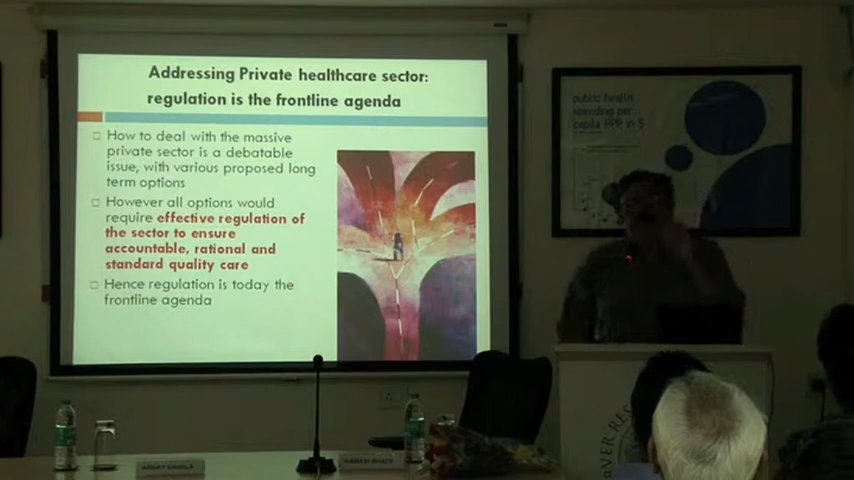 Addressing Private healthcare sector:
regulation is the frontline agenda
How to deal with the massive
private sector is a debatable
issue, with various proposed long
term options
However all options would
require effective regulation of
the sector to ensure
accountable, rational and
standard quality care
Hence regulation is today the
frontline agenda
public health
spending per
capita PPP in $